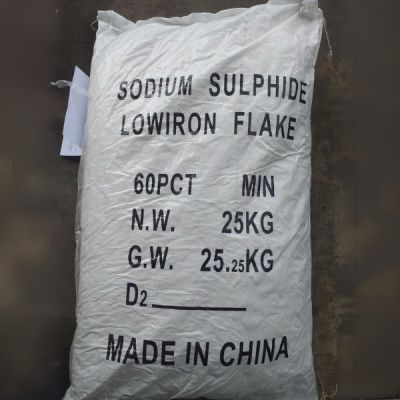 SODIUM SULPHIDE
LOWIRON FLAKE
60PCT MIN
N.W. 25KG
G.W. 25.25KG
D2
MADE IN CHINA